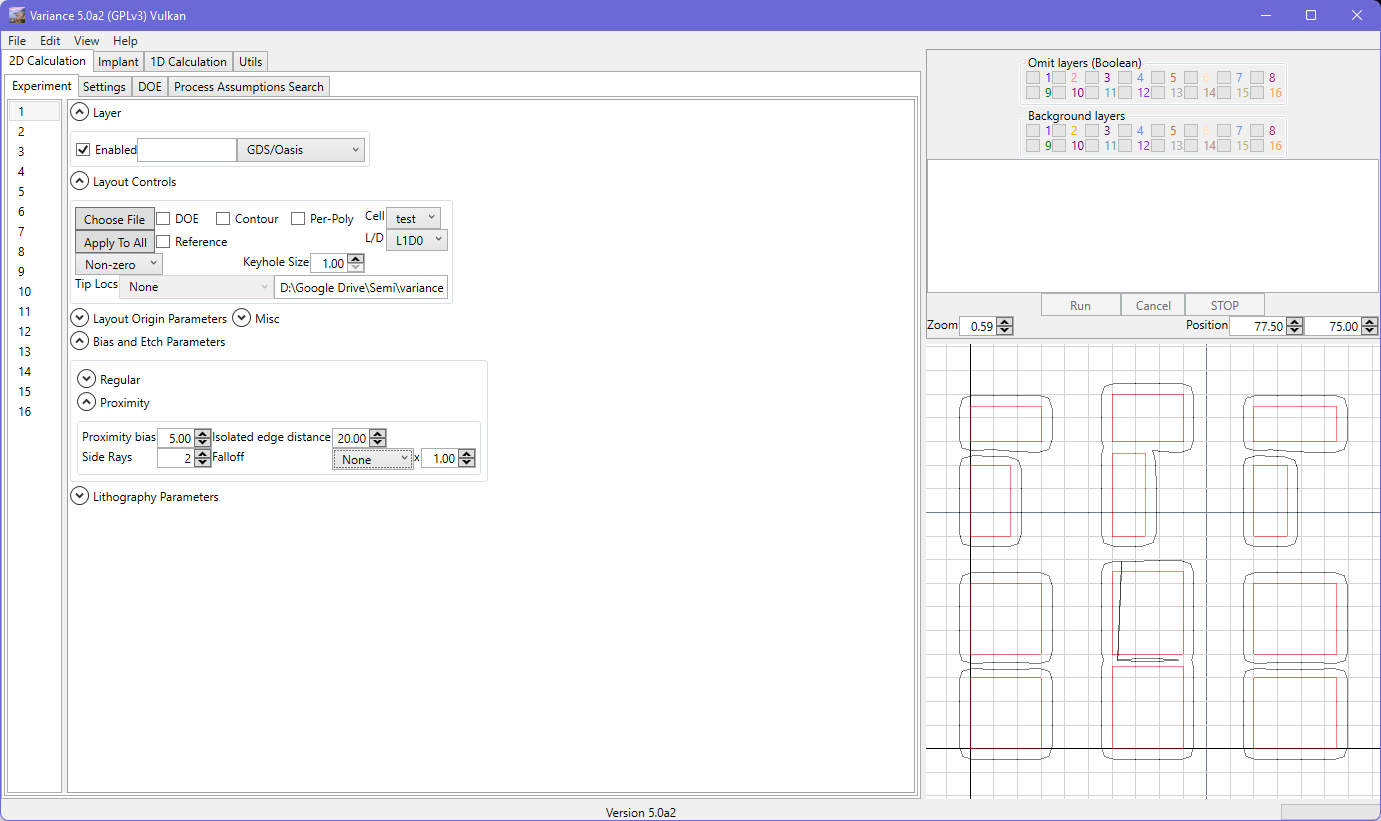 Variance 5.0a2 (GPLv3) Vulkan
File Edit View Help
2D Calculation Implant 1D Calculation Utils
Experiment Settings DOE Process Assumptions Search
1
2
3
4
5
6
7
8
9
10
11
12
13
14
15
16
Layer
Enabled GDS/Oasis
Layout Controls
Choose File DOE Contour Per-Poly Cell test
Apply To All Reference L/D L1D0
Non-zero Keyhole Size 1.00
Tip Locs None D:\Google Drive\Semi\variance
Layout Origin Parameters Misc
Bias and Etch Parameters
Regular
Proximity
Proximity bias 5.00 Isolated edge distance 20.00
Side Rays 2 Falloff None x 1.00
Lithography Parameters
Omit layers (Boolean)
1 2 3 4 5 6 7 8
9 10 11 12 13 14 15 16
Background layers
1 2 3 4 5 6 7 8
9 10 11 12 13 14 15 16
Run Cancel STOP
Zoom 0.59 Position 77.50 75.00
Version 5.0a2